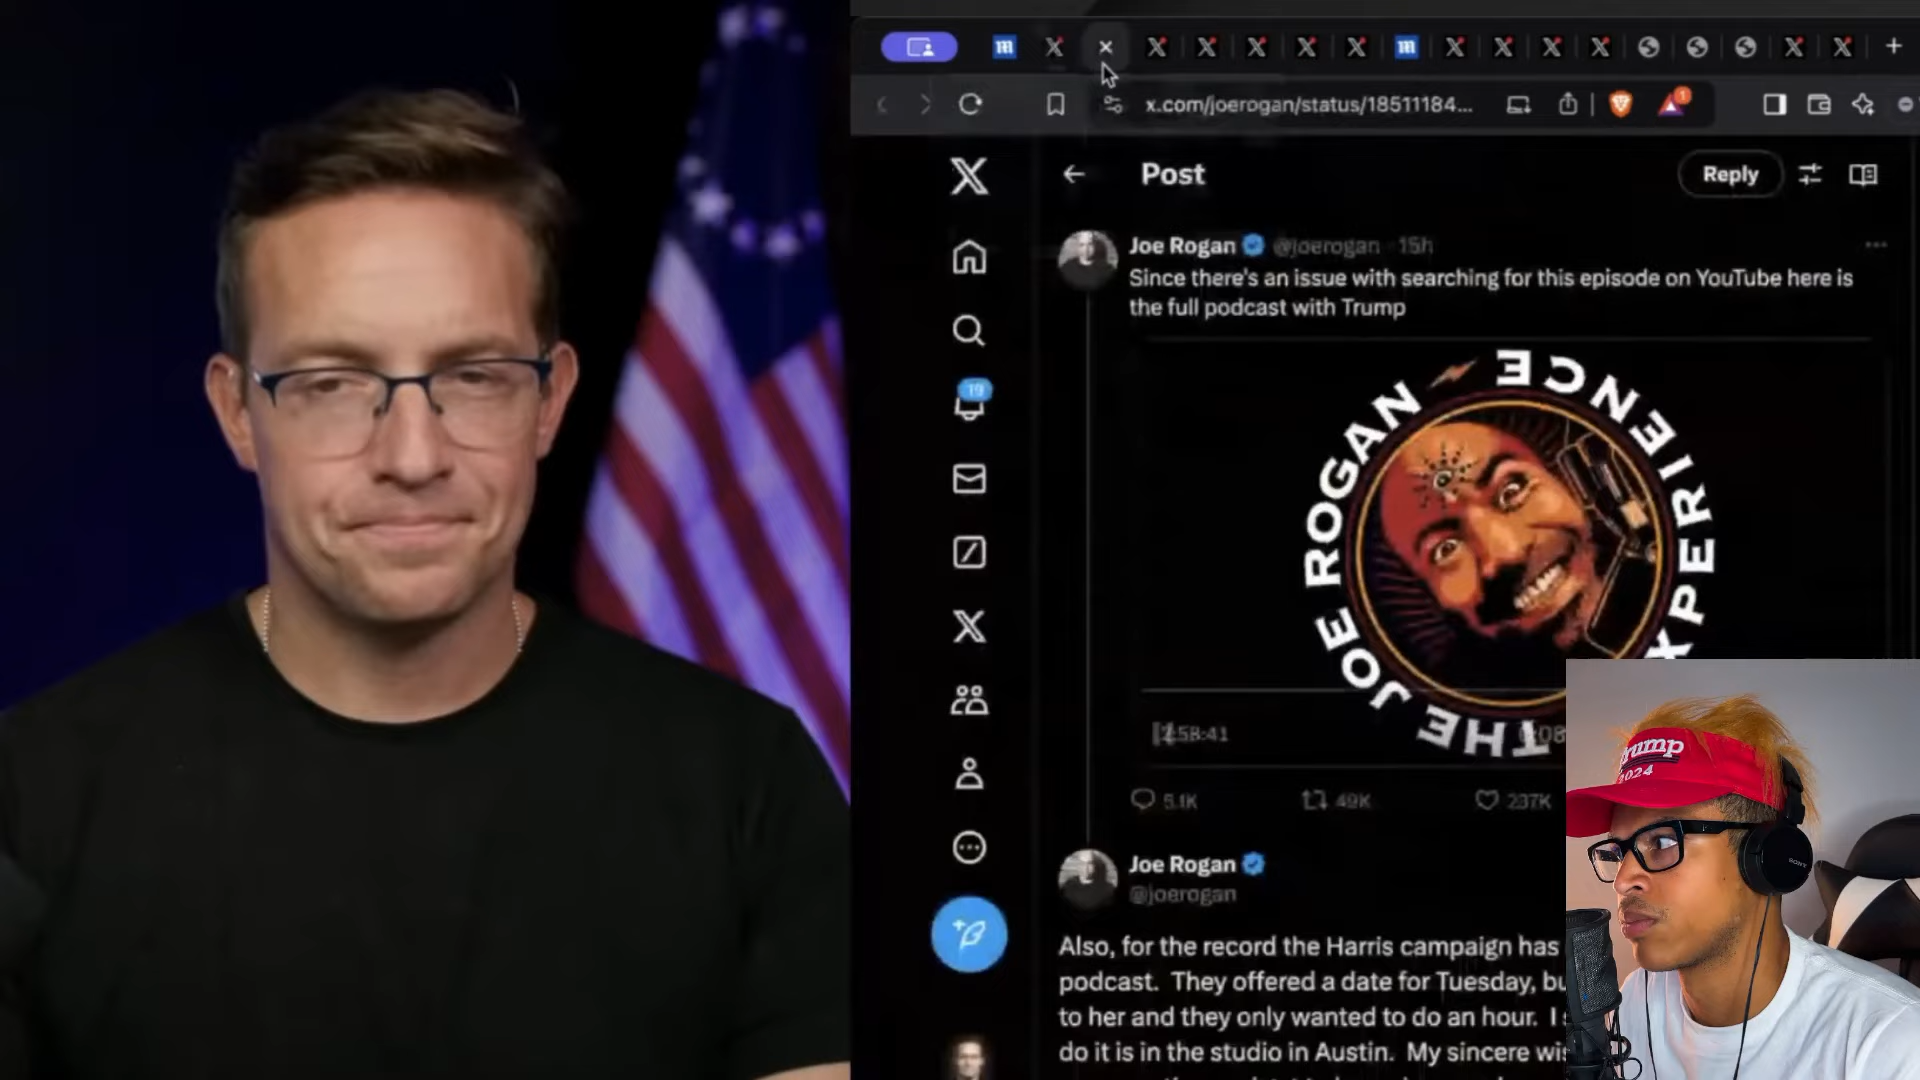 x.com/joerogan/status/18511184...
1
Post
Reply
Joe Rogan @joerogan · 15h
Since there's an issue with searching for this episode on YouTube here is
the full podcast with Trump
THE JOE ROGAN EXPERIENCE
19
2:58:41
5.1K
49K
237K
Joe Rogan
@joerogan
Also, for the record the Harris campaign has
podcast. They offered a date for Tuesday,
to her and they only wanted to do an hour. I
do it is in the studio in Austin. My sincere
Trump
2024
SONY